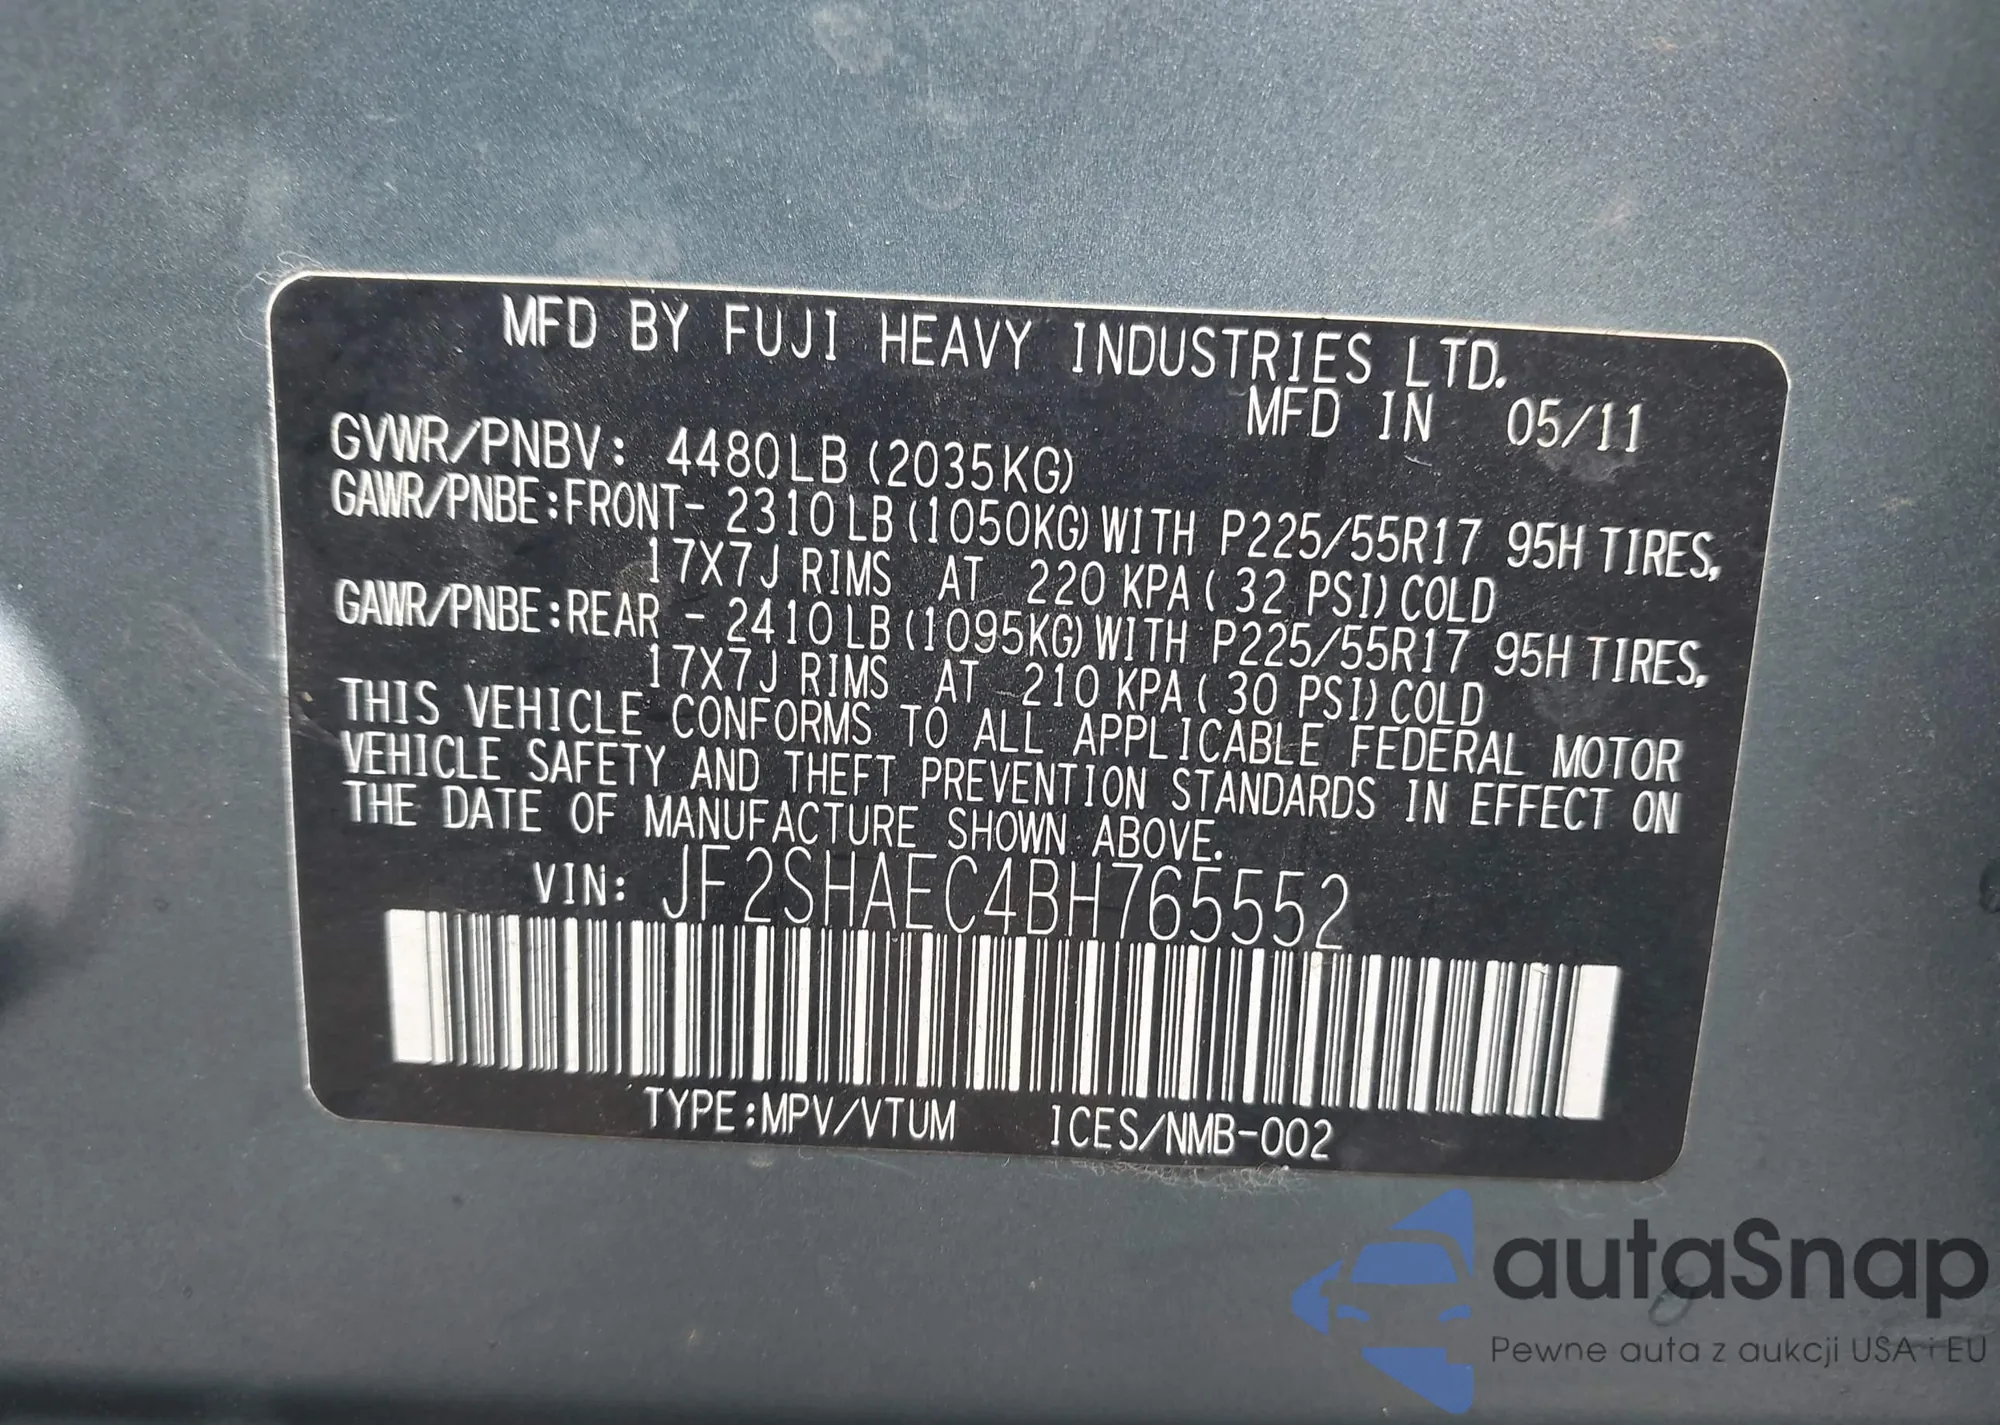 MFD BY FUJI HEAVY INDUSTRIES LTD.
MFD IN 05/11
GVWR/PNBV: 4480LB (2035KG)
GAWR/PNBE:FRONT- 2310LB(1050KG)WITH P225/55R17 95H TIRES,
17X7J RIMS AT 220 KPA( 32 PSI)COLD
GAWR/PNBE:REAR - 2410LB(1095KG)WITH P225/55R17 95H TIRES,
17X7J RIMS AT 210 KPA( 30 PSI)COLD
THIS VEHICLE CONFORMS TO ALL APPLICABLE FEDERAL MOTOR
VEHICLE SAFETY AND THEFT PREVENTION STANDARDS IN EFFECT ON
THE DATE OF MANUFACTURE SHOWN ABOVE.
VIN: JF2SHAEC4BH765552
TYPE:MPV/VTUM ICES/NMB-002
autaSnap
Pewne auta z aukcji USA i EU